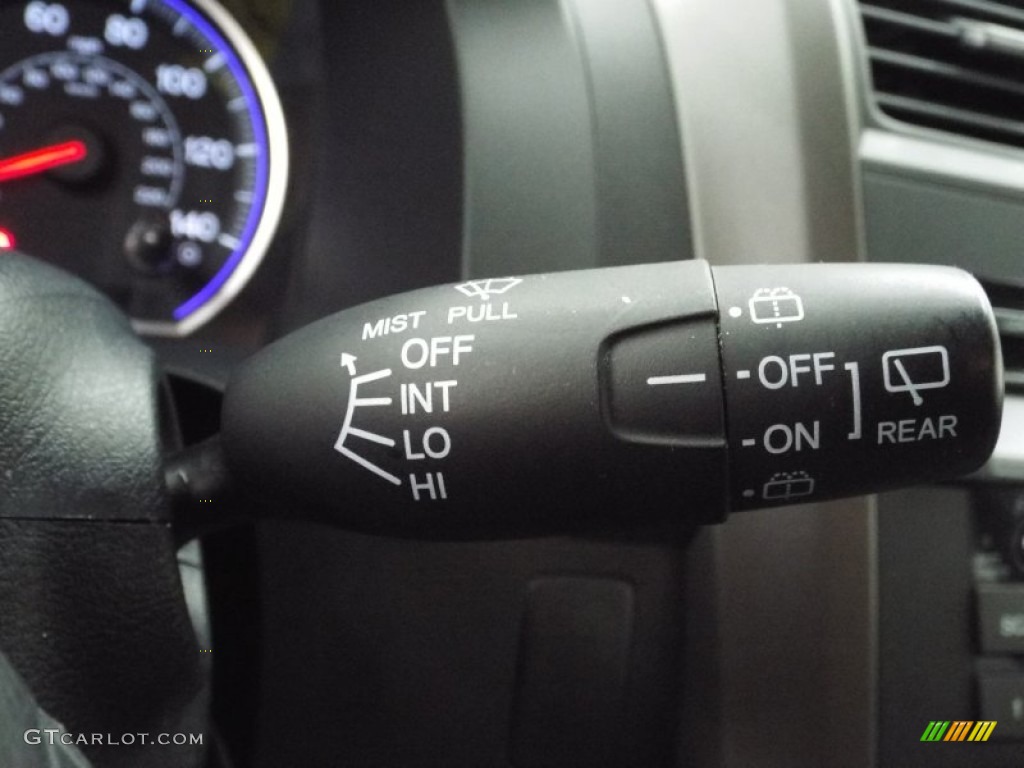 60
80
100
120
140
MIST PULL
OFF
INT
LO
HI
OFF
ON
REAR
GTCARLOT.COM